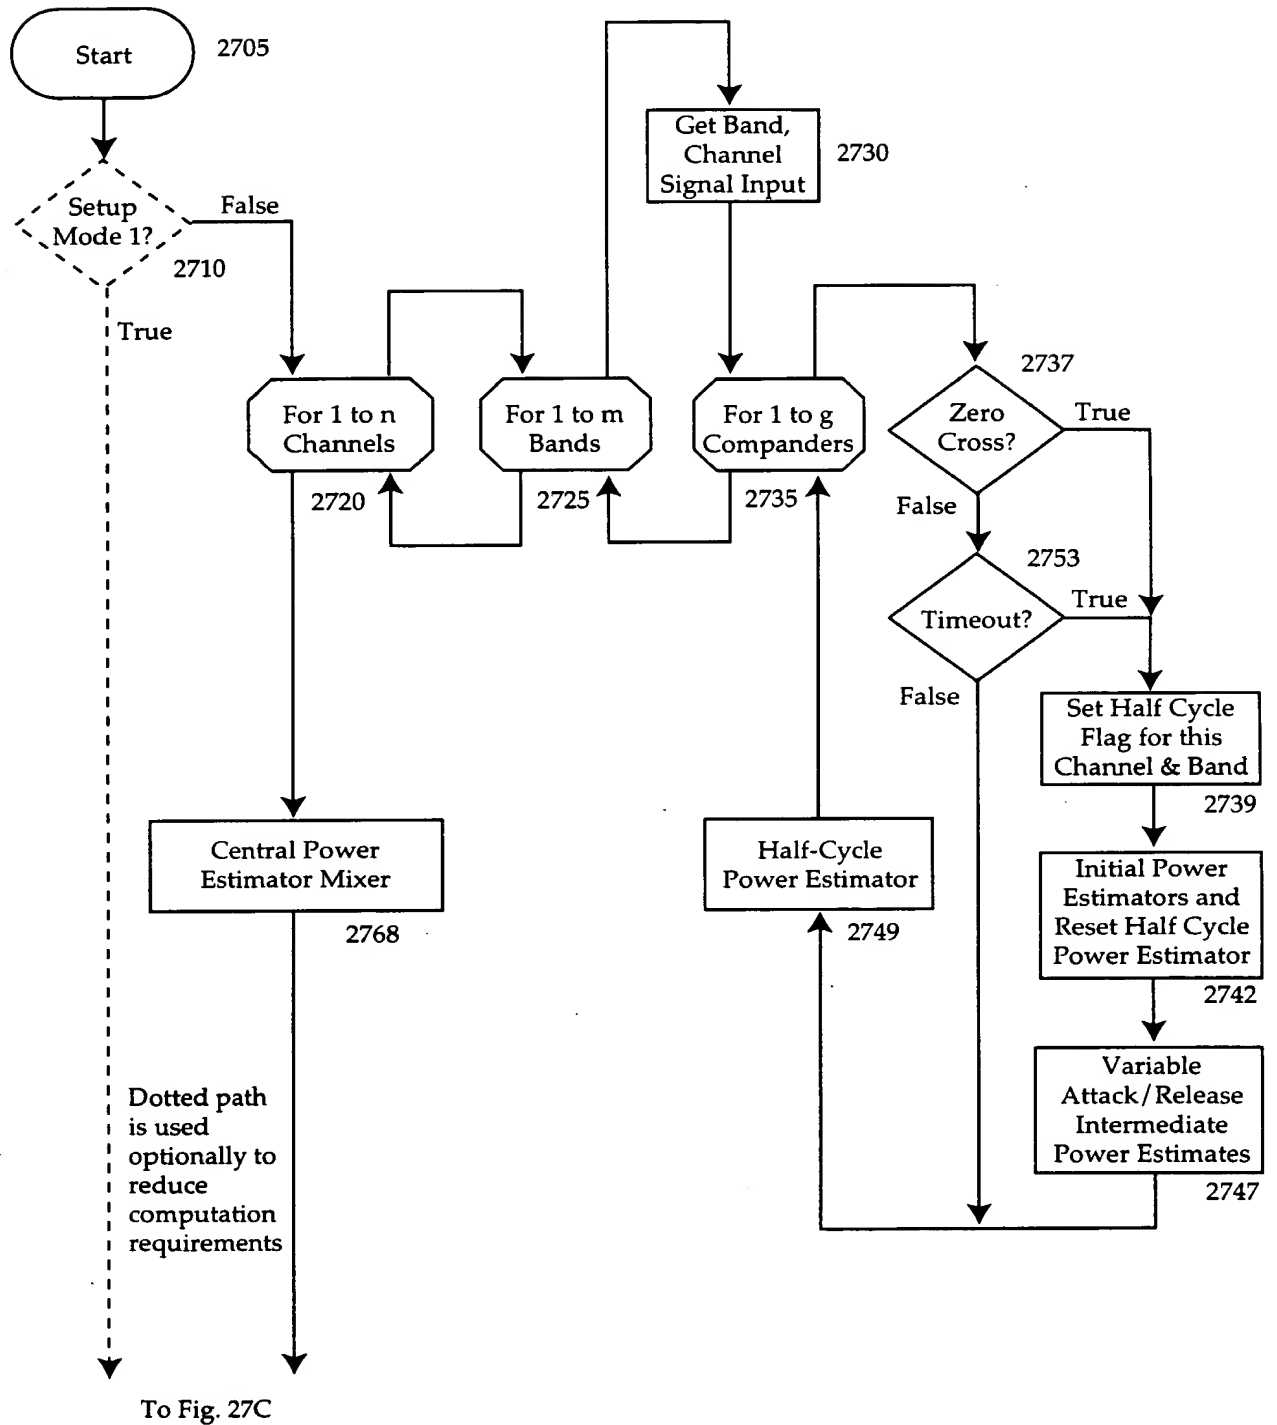 Start
2705
Setup
Mode 1?
2710
False
True
Get Band,
Channel
Signal Input
2730
For 1 to n
Channels
2720
For 1 to m
Bands
2725
For 1 to g
Companders
2735
2737
Zero
Cross?
True
False
2753
Timeout?
True
False
Set Half Cycle
Flag for this
Channel & Band
2739
Initial Power
Estimators and
Reset Half Cycle
Power Estimator
2742
Variable
Attack/Release
Intermediate
Power Estimates
2747
Half-Cycle
Power Estimator
2749
Central Power
Estimator Mixer
2768
Dotted path
is used
optionally to
reduce
computation
requirements
To Fig. 27C